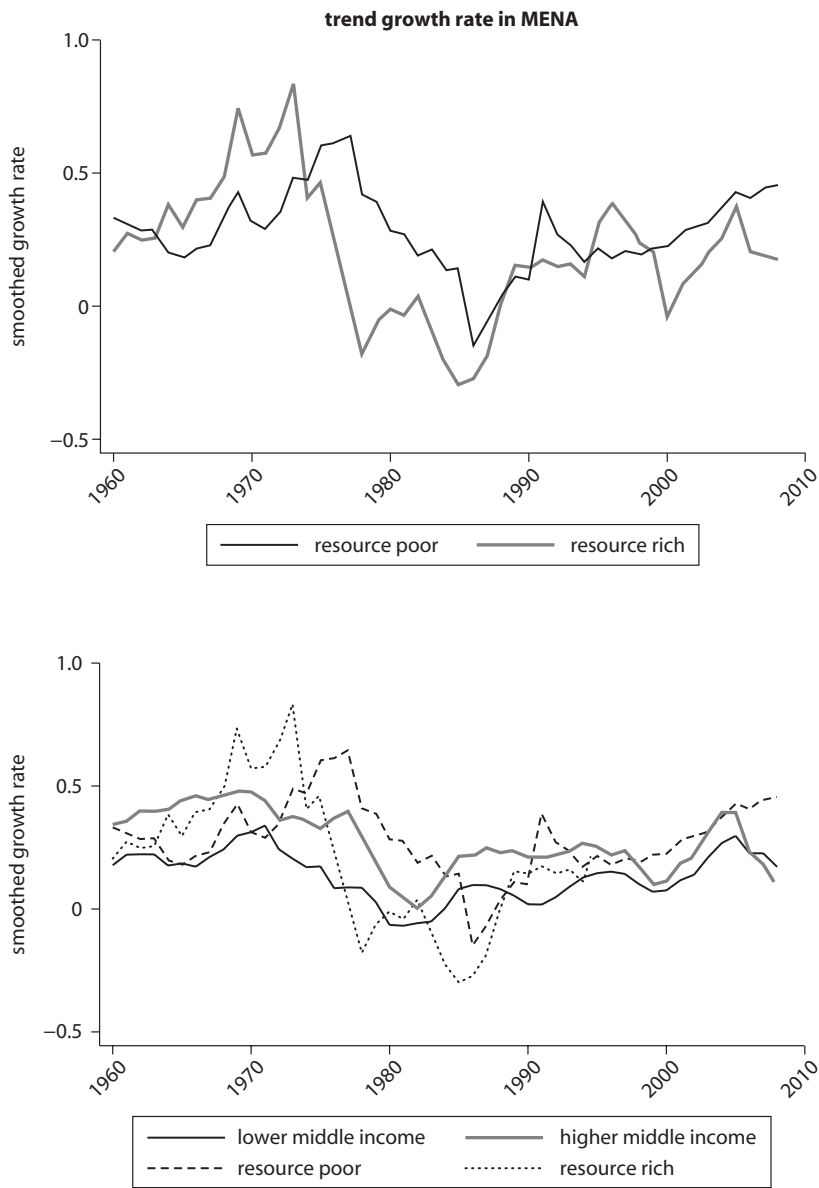 trend growth rate in MENA
1.0
0.5
0
−0.5
smoothed growth rate
1960
1970
1980
1990
2000
2010
resource poor
resource rich
1.0
0.5
0
−0.5
smoothed growth rate
1960
1970
1980
1990
2000
2010
lower middle income
higher middle income
resource poor
resource rich